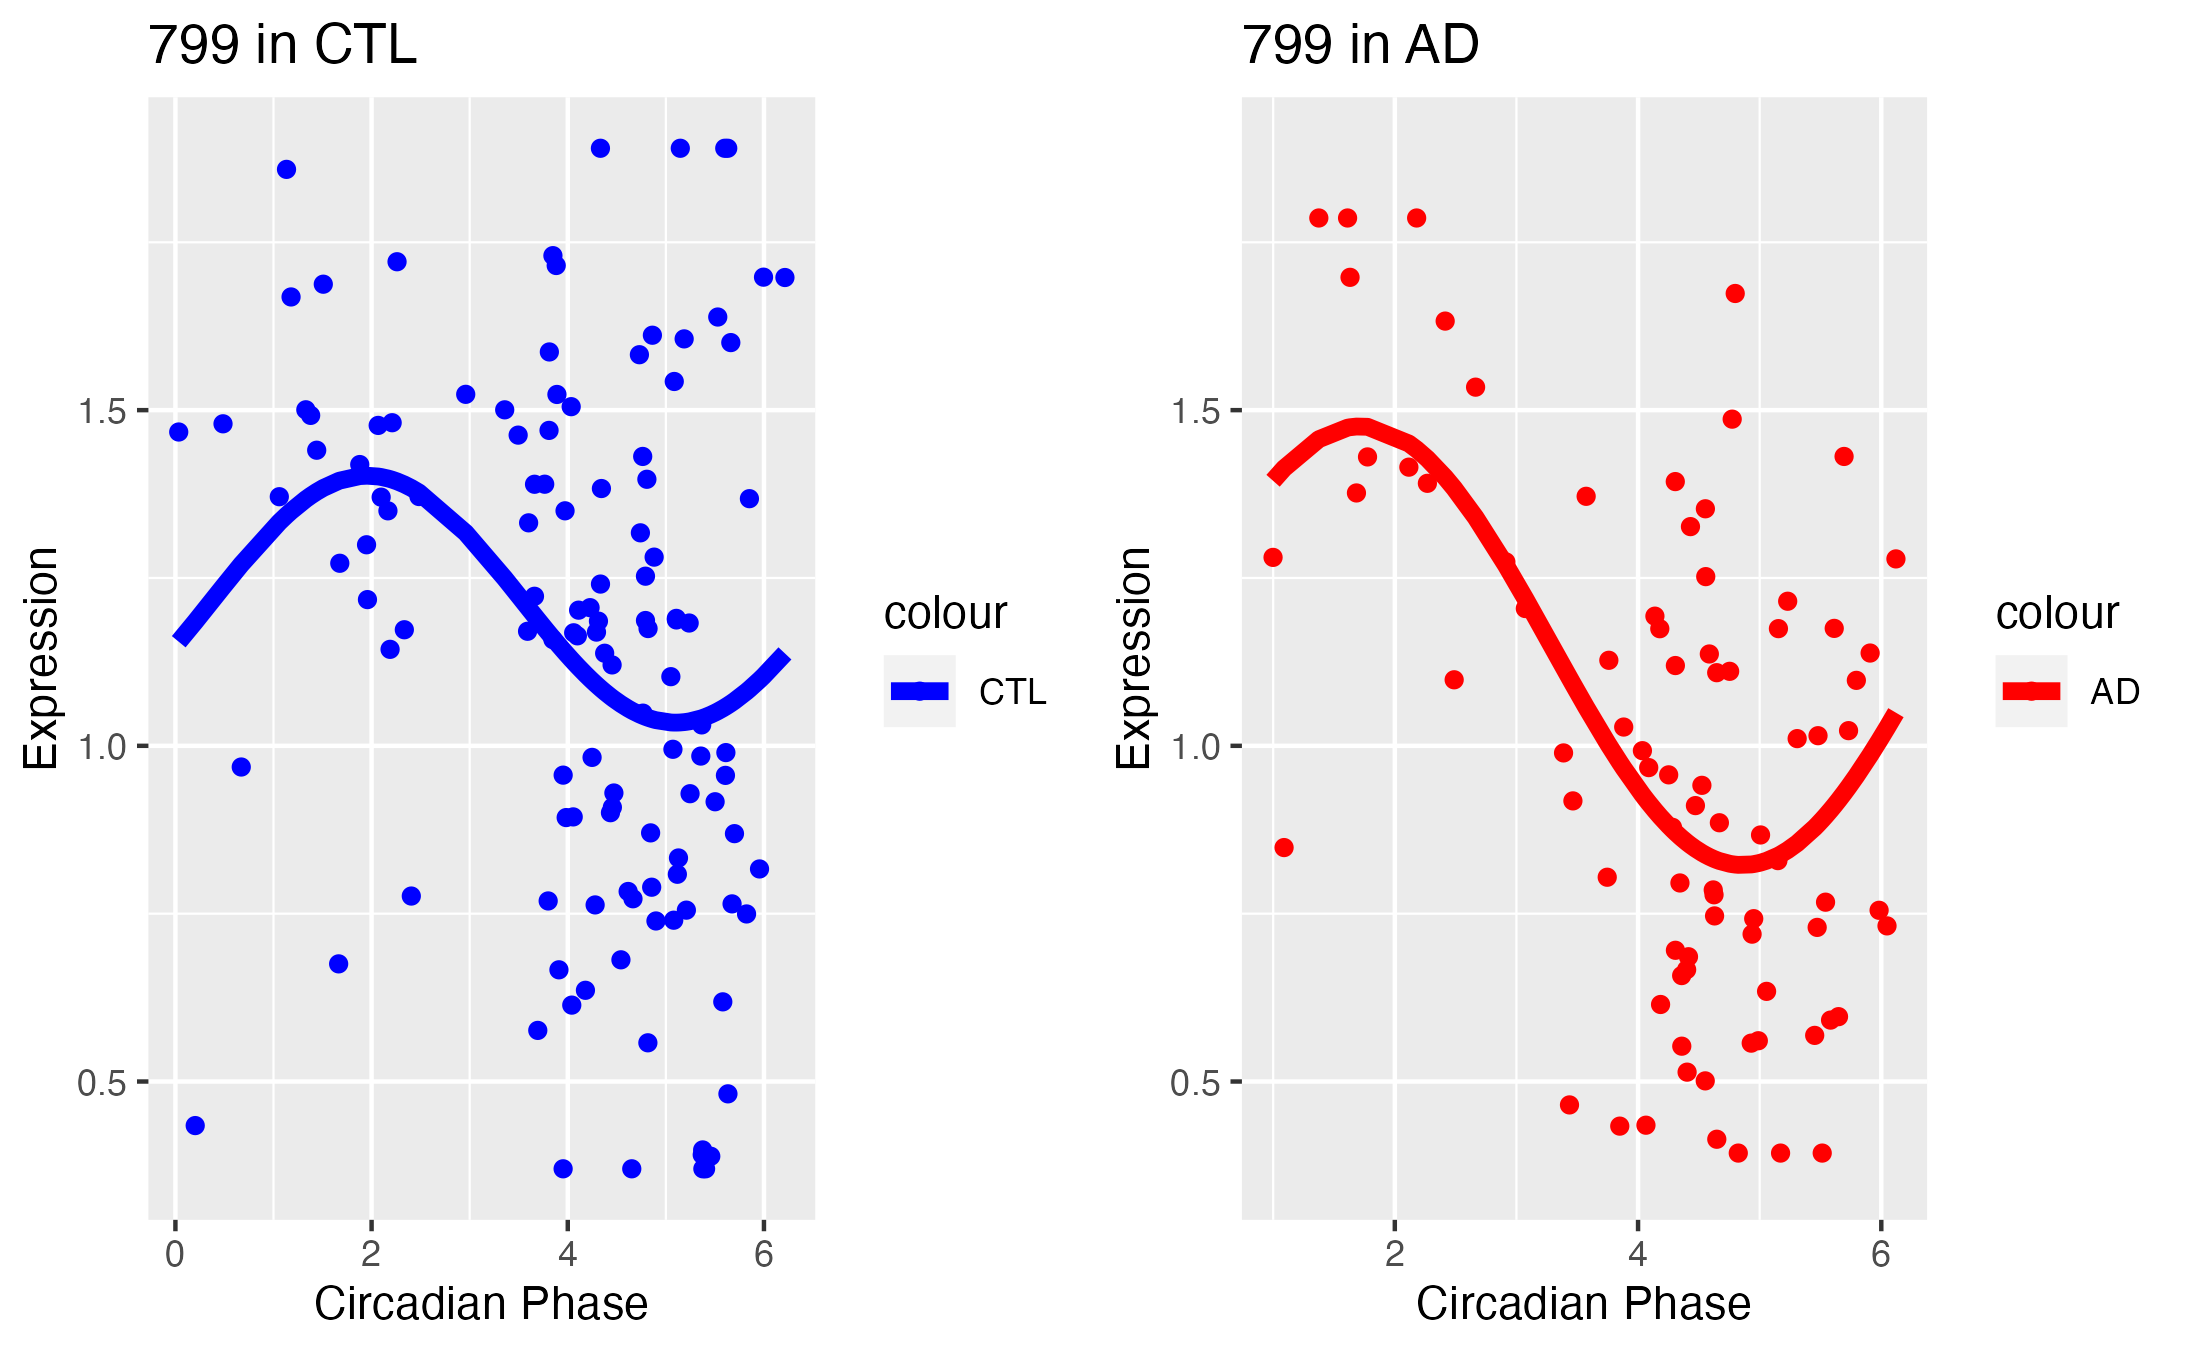 799 in CTL
Expression
1.5
1.0
0.5
0 2 4 6
Circadian Phase
colour
CTL
799 in AD
Expression
1.5
1.0
0.5
2 4 6
Circadian Phase
colour
AD